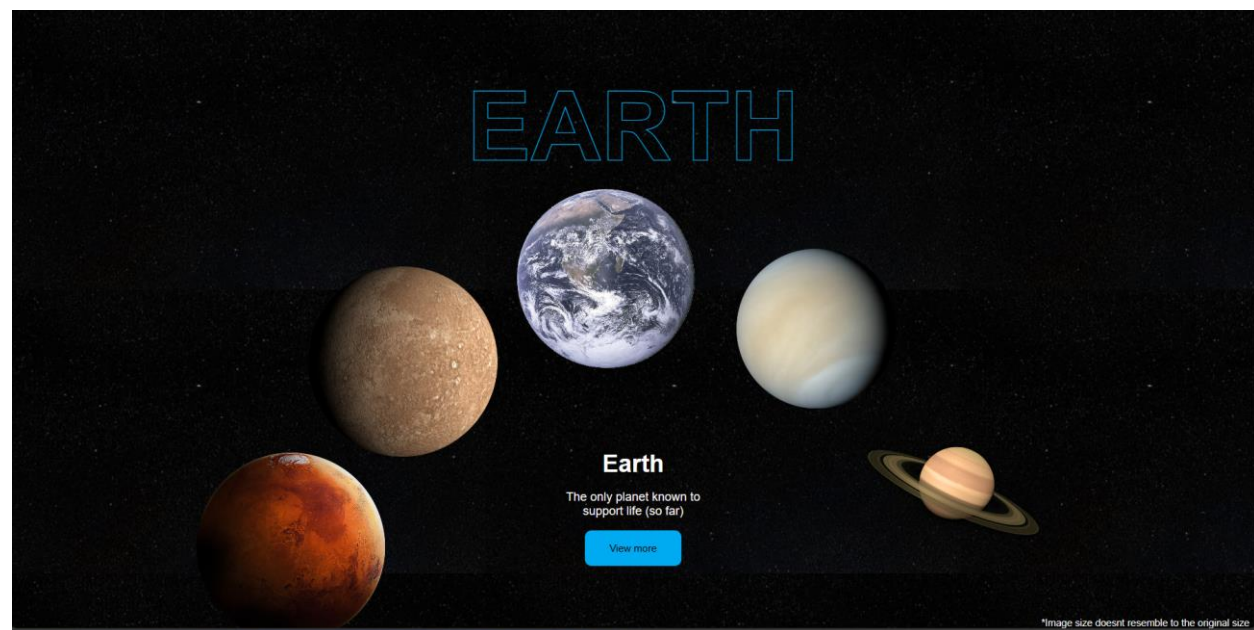 EARTH
Earth
The only planet known to
support life (so far)
View more
*Image size doesnt resemble to the original size